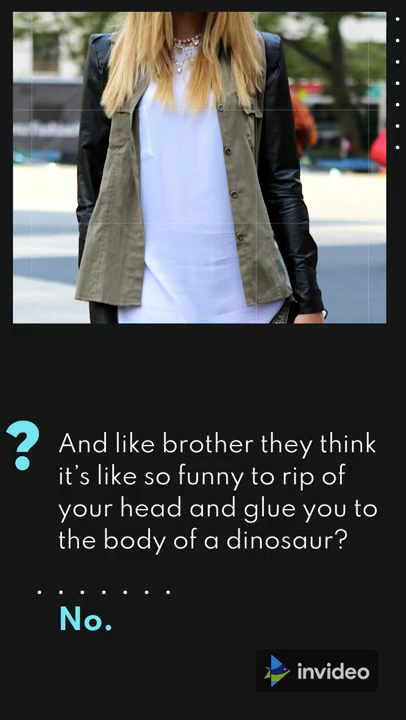 ?
And like brother they think
it's like so funny to rip of
your head and glue you to
the body of a dinosaur?
No.
invideo